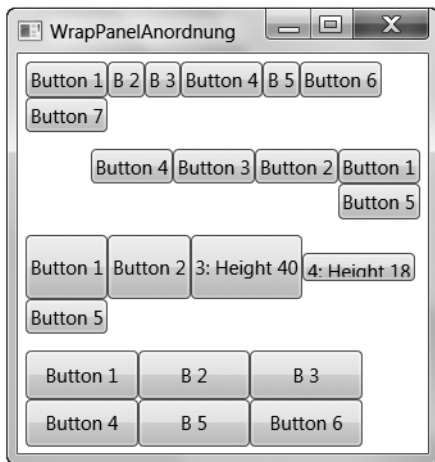 WrapPanelAnordnung
Button 1 B 2 B 3 Button 4 B 5 Button 6
Button 7
Button 4 Button 3 Button 2 Button 1
Button 5
Button 1 Button 2 3: Height 40 4: Height 18
Button 5
Button 1 B 2 B 3
Button 4 B 5 Button 6